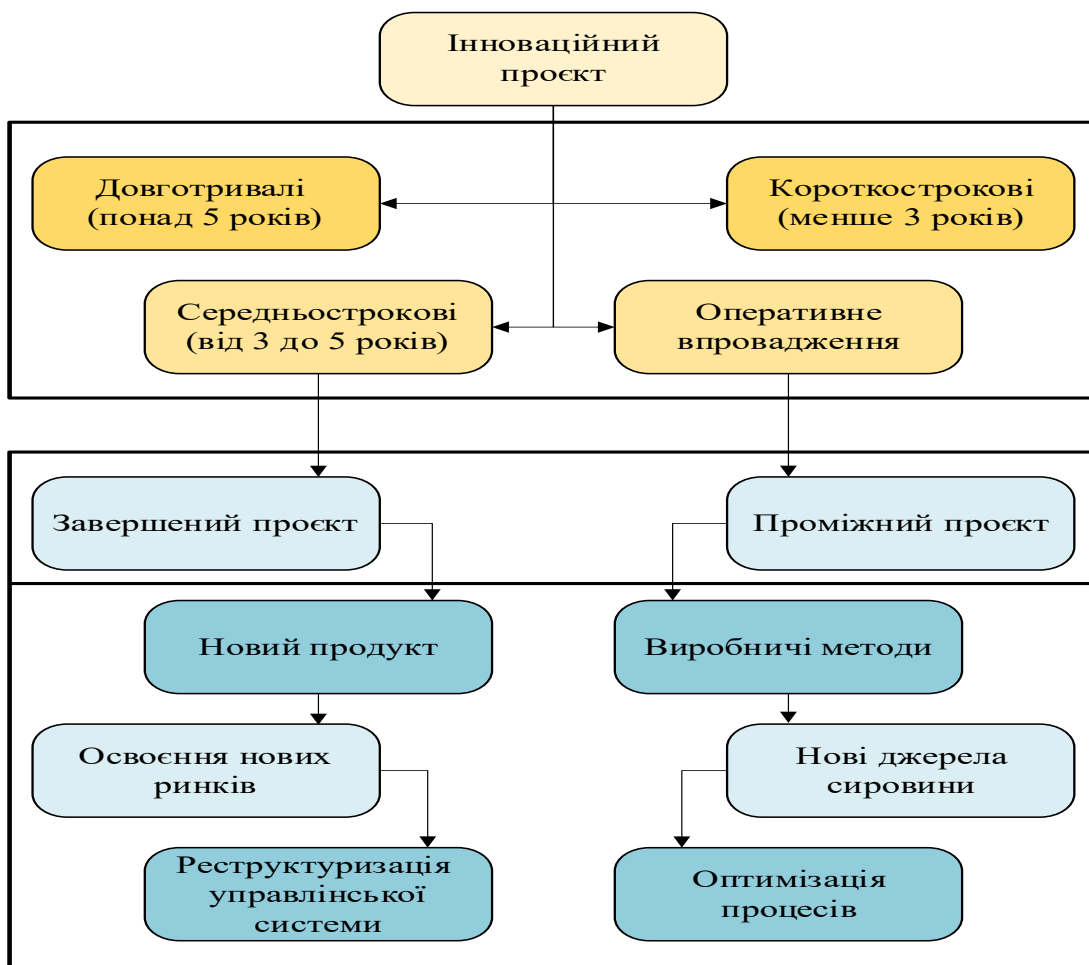 Інноваційний
проєкт
Довготривалі
(понад 5 років)
Короткострокові
(менше 3 років)
Середньострокові
(від 3 до 5 років)
Оперативне
впровадження
Завершений проєкт
Проміжний проєкт
Новий продукт
Виробничі методи
Освоєння нових
ринків
Нові джерела
сировини
Реструктуризація
управлінської
системи
Оптимізація
процесів